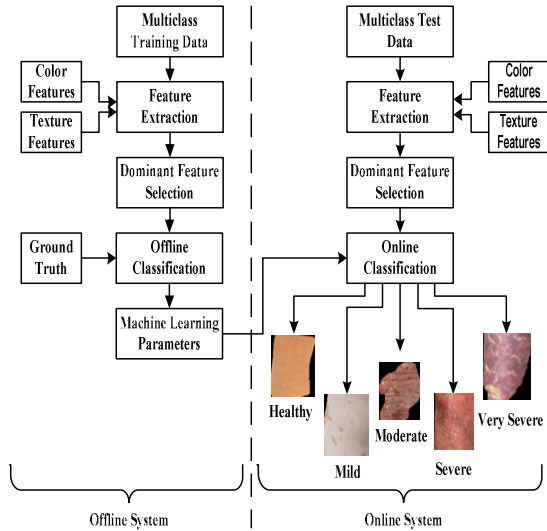 Multiclass
Training Data
Color
Features
Texture
Features
Feature
Extraction
Dominant Feature
Selection
Ground
Truth
Offline
Classification
Machine Learning
Parameters
Offline System
Multiclass Test
Data
Feature
Extraction
Color
Features
Texture
Features
Dominant Feature
Selection
Online
Classification
Healthy
Mild
Moderate
Severe
Very Severe
Online System